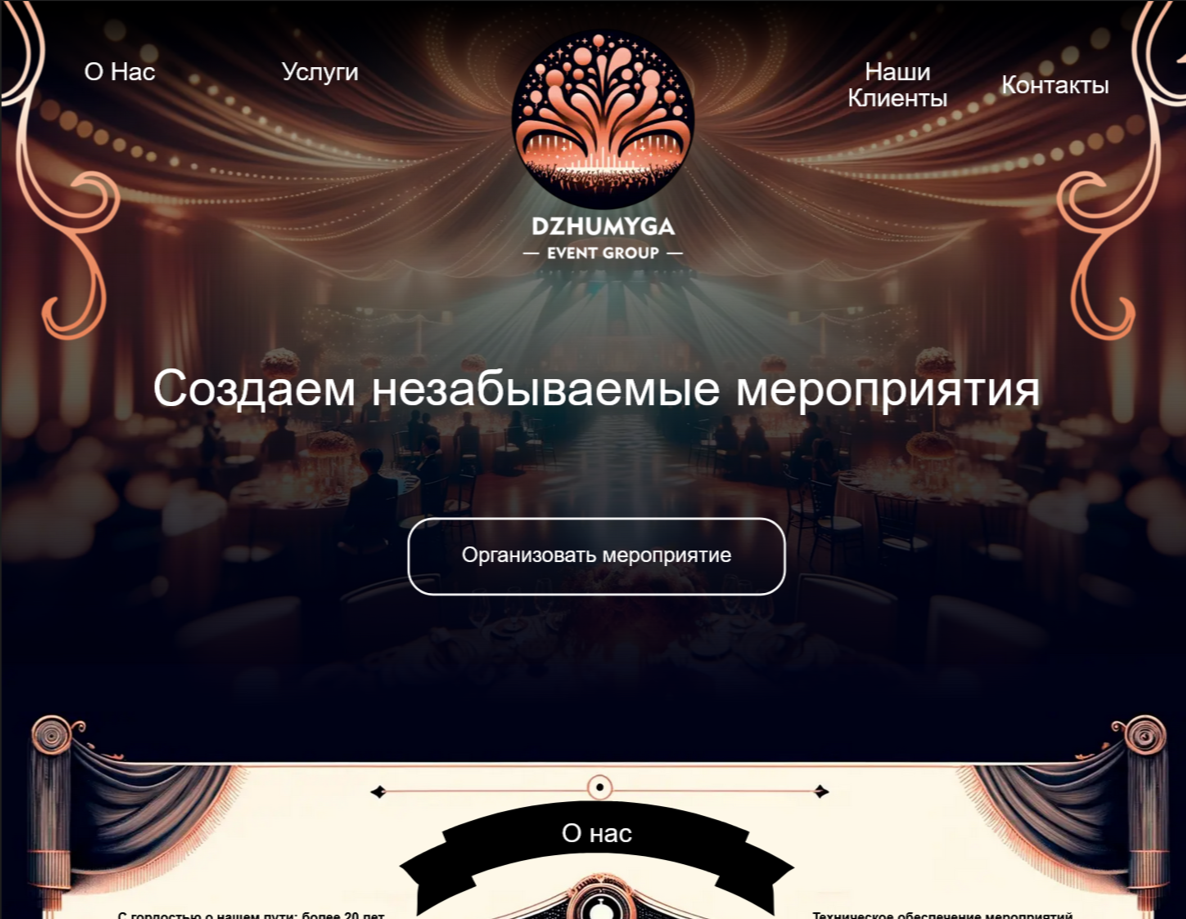 О Нас
Услуги
Наши
Клиенты
Контакты
DZHUMYGA
EVENT GROUP
Создаем незабываемые мероприятия
Организовать мероприятие
О нас
С гордостью о нашем пути: более 20 лет
Техническое обеспечение мероприятий